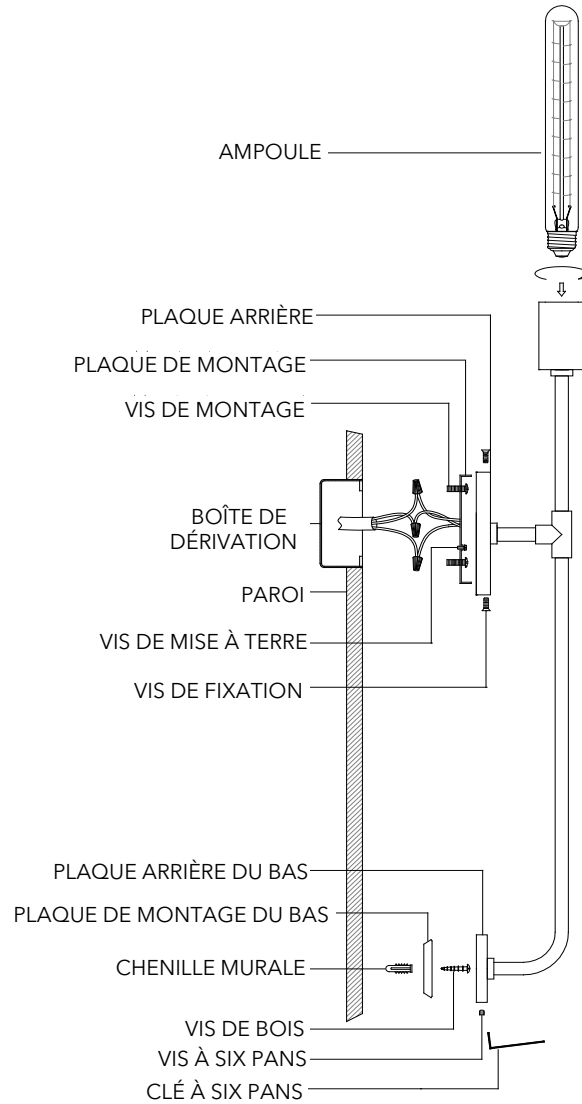 AMPOULE
PLAQUE ARRIÈRE
PLAQUE DE MONTAGE
VIS DE MONTAGE
BOÎTE DE
DÉRIVATION
PAROI
VIS DE MISE À TERRE
VIS DE FIXATION
PLAQUE ARRIÈRE DU BAS
PLAQUE DE MONTAGE DU BAS
CHENILLE MURALE
VIS DE BOIS
VIS À SIX PANS
CLÉ À SIX PANS